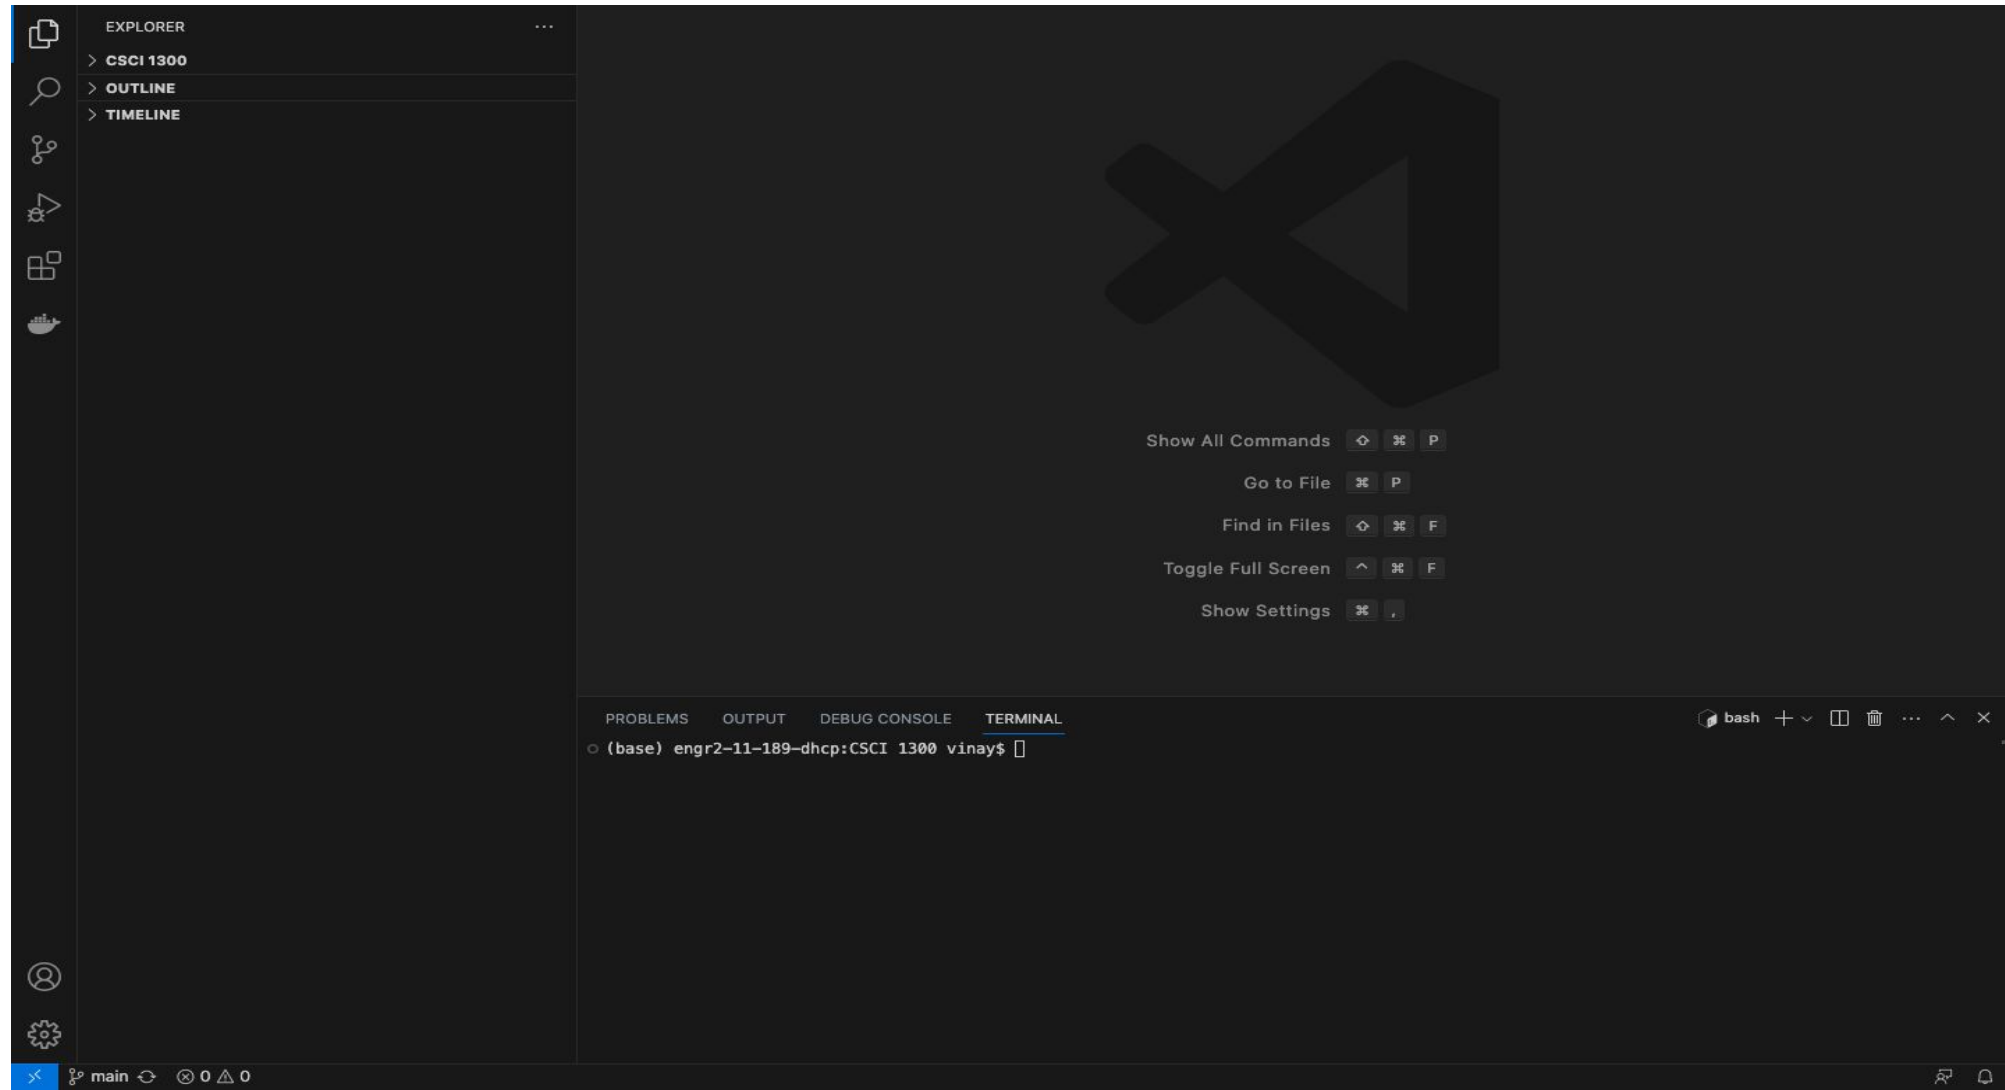 EXPLORER
CSCI 1300
OUTLINE
TIMELINE
Show All Commands ⇧ ⌘ P
Go to File ⌘ P
Find in Files ⇧ ⌘ F
Toggle Full Screen ^ ⌘ F
Show Settings ⌘ ,
PROBLEMS OUTPUT DEBUG CONSOLE TERMINAL bash
(base) engr2-11-189-dhcp:CSCI 1300 vinay$
main 0 0